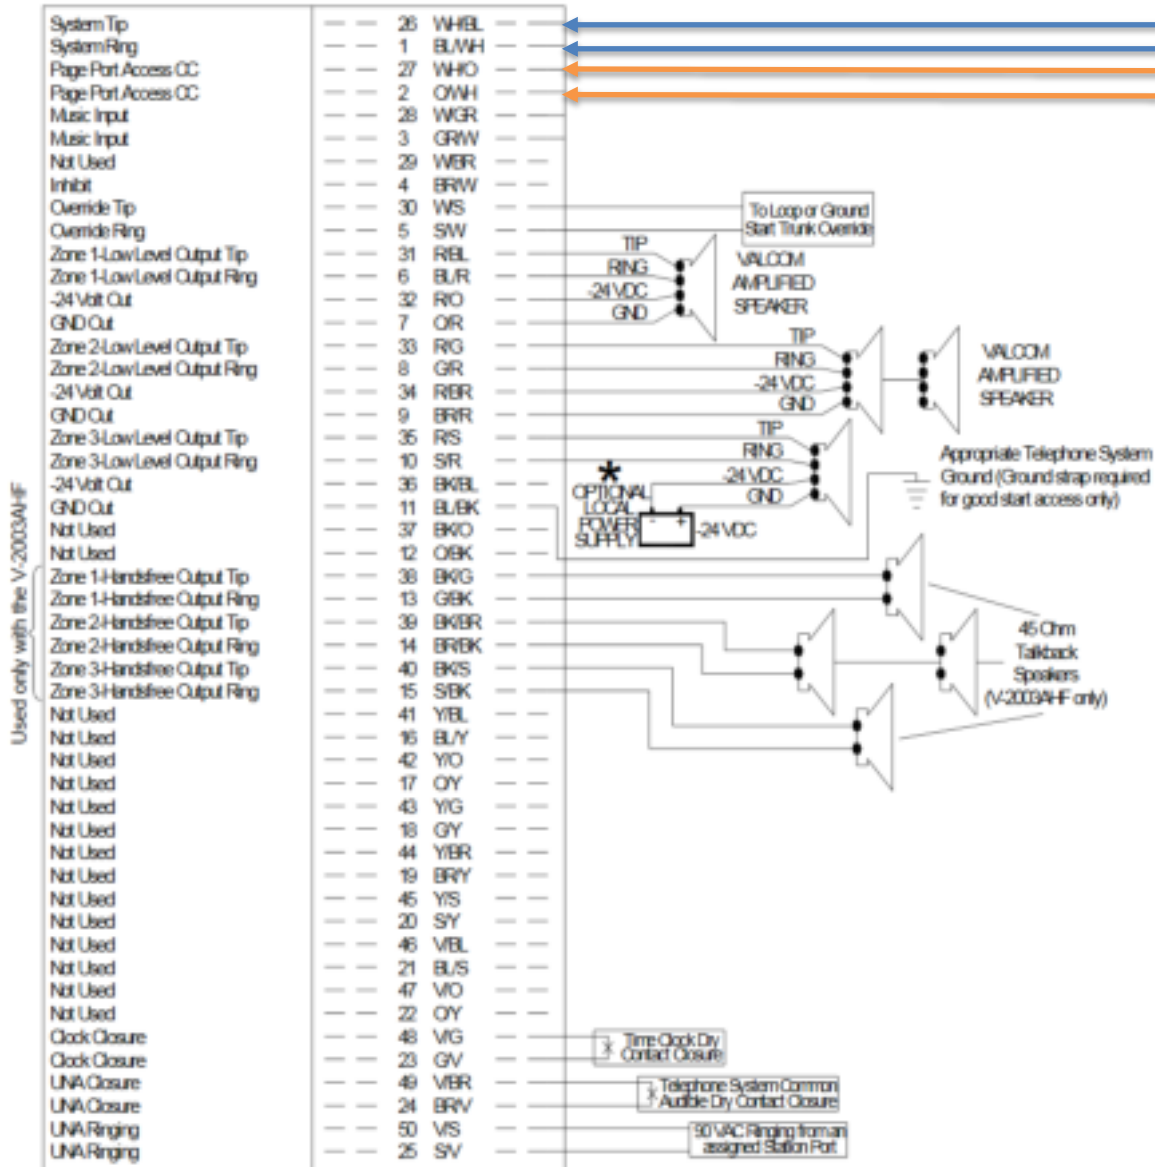 System Tip 26 WH/BL
System Ring 1 BL/WH
Page Port Access CC 27 WH/O
Page Port Access CC 2 O/WH
Music Input 28 W/GR
Music Input 3 GR/W
Not Used 29 W/BR
Inhibit 4 BR/W
Override Tip 30 W/S
Override Ring 5 S/W
To Loop or Ground
Start Trunk Override
Zone 1-Low Level Output Tip 31 R/BL TIP
Zone 1-Low Level Output Ring 6 BL/R RING
-24 Volt Out 32 R/O -24 VDC
GND Out 7 O/R GND
VALCOM
AMPLIFIED
SPEAKER
Zone 2-Low Level Output Tip 33 R/G TIP
Zone 2-Low Level Output Ring 8 G/R RING
-24 Volt Out 34 R/BR -24 VDC
GND Out 9 BR/R GND
VALCOM
AMPLIFIED
SPEAKER
Zone 3-Low Level Output Tip 35 R/S TIP
Zone 3-Low Level Output Ring 10 S/R RING
-24 Volt Out 36 BK/BL -24 VDC
GND Out 11 BL/BK GND
*
OPTIONAL
LOCAL
POWER
SUPPLY
- +
-24 VDC
Appropriate Telephone System
Ground (Ground strap required
for good start access only)
Not Used 37 BK/O
Not Used 12 O/BK
Used only with the V-2003AHF
Zone 1-Handsfree Output Tip 38 BK/G
Zone 1-Handsfree Output Ring 13 G/BK
Zone 2-Handsfree Output Tip 39 BK/BR
Zone 2-Handsfree Output Ring 14 BR/BK
Zone 3-Handsfree Output Tip 40 BK/S
Zone 3-Handsfree Output Ring 15 S/BK
45 Ohm
Talkback
Speakers
(V-2003AHF only)
Not Used 41 Y/BL
Not Used 16 BL/Y
Not Used 42 Y/O
Not Used 17 O/Y
Not Used 43 Y/G
Not Used 18 G/Y
Not Used 44 Y/BR
Not Used 19 BR/Y
Not Used 45 Y/S
Not Used 20 S/Y
Not Used 46 V/BL
Not Used 21 BL/S
Not Used 47 V/O
Not Used 22 O/Y
Clock Closure 48 V/G
Clock Closure 23 G/V
Time Clock Dry
Contact Closure
UNA Closure 49 V/BR
UNA Closure 24 BR/V
Telephone System Common
Audible Dry Contact Closure
UNA Ringing 50 V/S
UNA Ringing 25 S/V
90 VAC Ringing from an
assigned Station Port